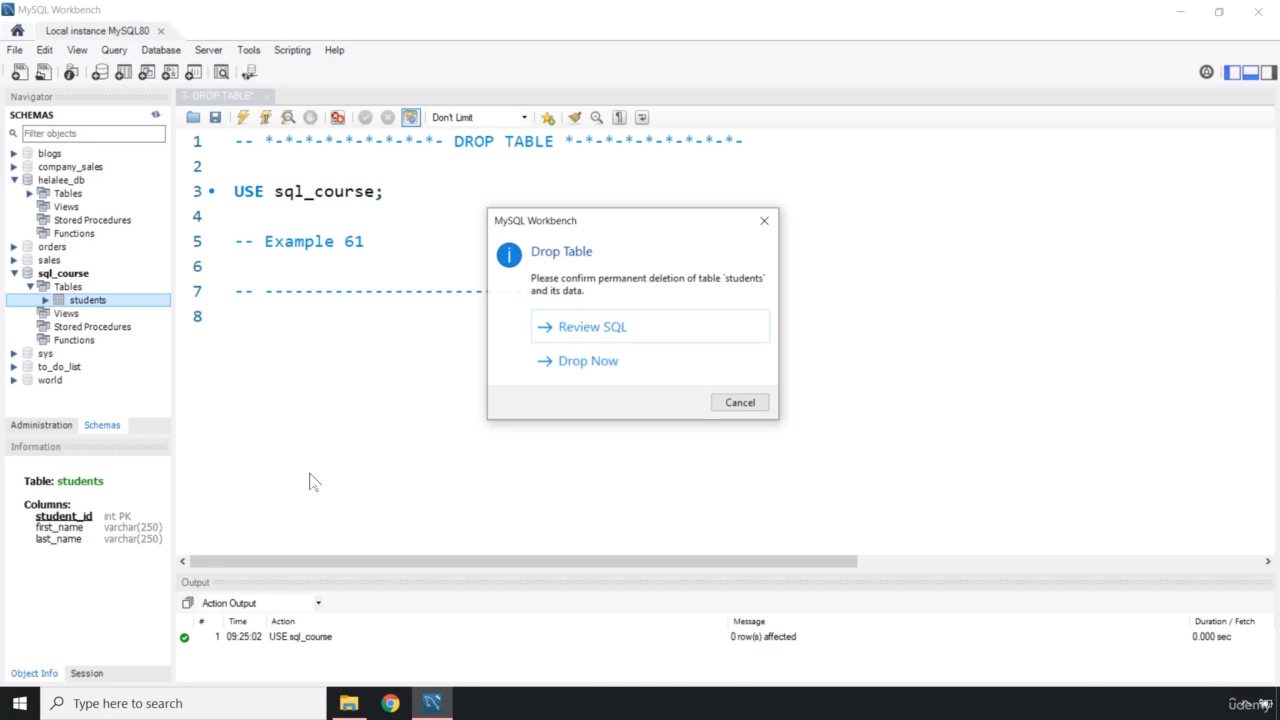 MySQL Workbench
Local instance MySQL80
File Edit View Query Database Server Tools Scripting Help
Navigator
SCHEMAS
Filter objects
blogs
company_sales
helalee_db
Tables
Views
Stored Procedures
Functions
orders
sales
sql_course
Tables
students
Views
Stored Procedures
Functions
sys
to_do_list
world
Administration Schemas
Information
Table: students
Columns:
student_id int PK
first_name varchar(250)
last_name varchar(250)
Object Info Session
7- DROP TABLE*
Don't Limit
1 -- *-*-*-*-*-*-*-*-*- DROP TABLE *-*-*-*-*-*-*-*-*-
2
3 USE sql_course;
4
5 -- Example 61
6
7 -- -------------------------
8
MySQL Workbench
Drop Table
Please confirm permanent deletion of table `students`
and its data.
Review SQL
Drop Now
Cancel
Output
Action Output
# Time Action Message Duration / Fetch
1 09:25:02 USE sql_course 0 row(s) affected 0.000 sec
Type here to search
udemy